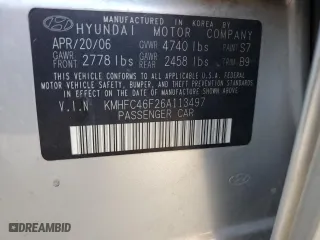 MANUFACTURED IN KOREA BY
HYUNDAI MOTOR COMPANY
APR/20/06 GVWR 4740 lbs PAINT S7
GAWR FRONT 2778 lbs GAWR REAR 2458 lbs TRIM B9
THIS VEHICLE CONFORMS TO ALL APPLICABLE
FEDERAL MOTOR VEHICLE SAFETY, BUMPER, AND
THEFT PREVENTION STANDARDS IN EFFECT ON THE
DATE OF MANUFACTURE SHOWN ABOVE.
V.I.N KMHFC46F26A113497
PASSENGER CAR
AUTOBIDMASTER